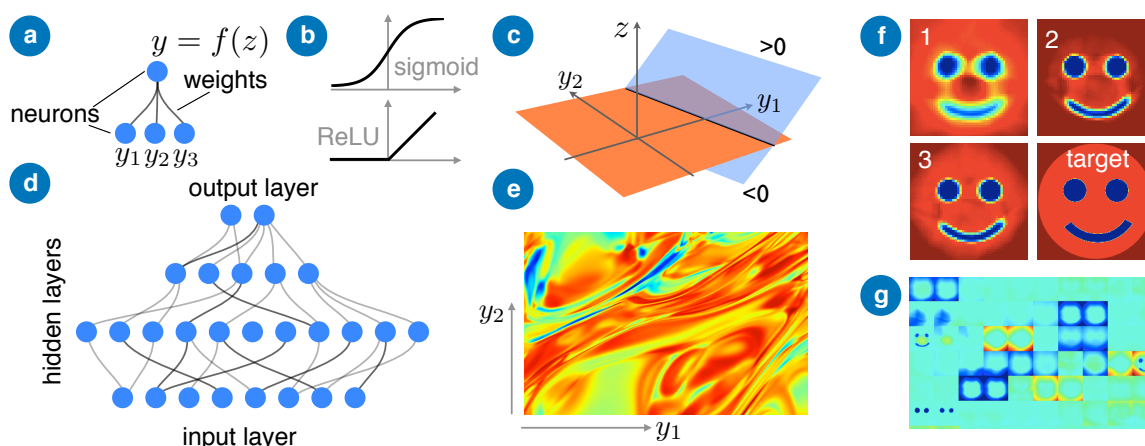 a
y = f(z)
weights
neurons
y₁ y₂ y₃
b
sigmoid
ReLU
c
z
>0
y₂
y₁
<0
d
output layer
hidden layers
input layer
e
y₂
y₁
f
1
2
3
target
g